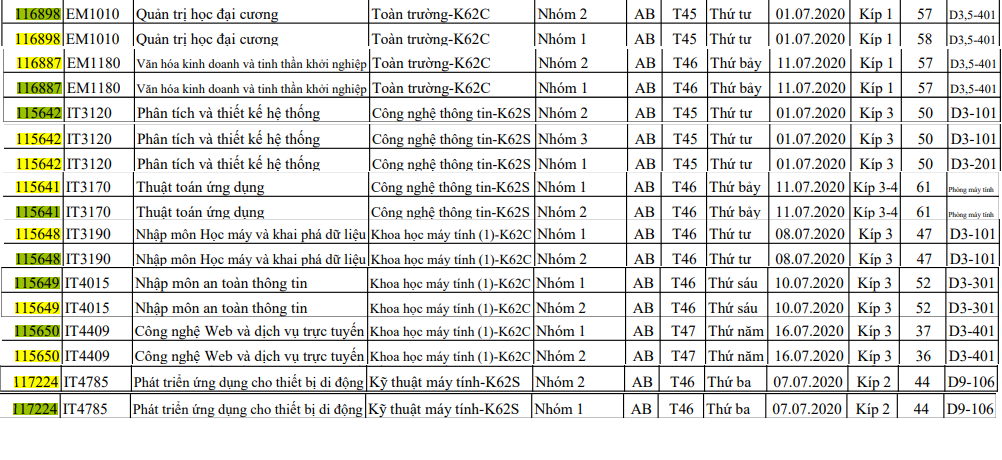 116898 EM1010 Quản trị học đại cương Toàn trường-K62C Nhóm 2 AB T45 Thứ tư 01.07.2020 Kíp 1 57 D3,5-401
116898 EM1010 Quản trị học đại cương Toàn trường-K62C Nhóm 1 AB T45 Thứ tư 01.07.2020 Kíp 1 58 D3,5-401
116887 EM1180 Văn hóa kinh doanh và tinh thần khởi nghiệp Toàn trường-K62C Nhóm 2 AB T46 Thứ bảy 11.07.2020 Kíp 1 57 D3,5-401
116887 EM1180 Văn hóa kinh doanh và tinh thần khởi nghiệp Toàn trường-K62C Nhóm 1 AB T46 Thứ bảy 11.07.2020 Kíp 1 57 D3,5-401
115642 IT3120 Phân tích và thiết kế hệ thống Công nghệ thông tin-K62S Nhóm 2 AB T45 Thứ tư 01.07.2020 Kíp 3 50 D3-101
115642 IT3120 Phân tích và thiết kế hệ thống Công nghệ thông tin-K62S Nhóm 3 AB T45 Thứ tư 01.07.2020 Kíp 3 50 D3-101
115642 IT3120 Phân tích và thiết kế hệ thống Công nghệ thông tin-K62S Nhóm 1 AB T45 Thứ tư 01.07.2020 Kíp 3 50 D3-201
115641 IT3170 Thuật toán ứng dụng Công nghệ thông tin-K62S Nhóm 1 AB T46 Thứ bảy 11.07.2020 Kíp 3-4 61 Phòng máy tính
115641 IT3170 Thuật toán ứng dụng Công nghệ thông tin-K62S Nhóm 2 AB T46 Thứ bảy 11.07.2020 Kíp 3-4 61 Phòng máy tính
115648 IT3190 Nhập môn Học máy và khai phá dữ liệu Khoa học máy tính (1)-K62C Nhóm 1 AB T46 Thứ tư 08.07.2020 Kíp 3 47 D3-101
115648 IT3190 Nhập môn Học máy và khai phá dữ liệu Khoa học máy tính (1)-K62C Nhóm 2 AB T46 Thứ tư 08.07.2020 Kíp 3 47 D3-101
115649 IT4015 Nhập môn an toàn thông tin Khoa học máy tính (1)-K62C Nhóm 1 AB T46 Thứ sáu 10.07.2020 Kíp 3 52 D3-301
115649 IT4015 Nhập môn an toàn thông tin Khoa học máy tính (1)-K62C Nhóm 2 AB T46 Thứ sáu 10.07.2020 Kíp 3 52 D3-301
115650 IT4409 Công nghệ Web và dịch vụ trực tuyến Khoa học máy tính (1)-K62C Nhóm 1 AB T47 Thứ năm 16.07.2020 Kíp 3 37 D3-401
115650 IT4409 Công nghệ Web và dịch vụ trực tuyến Khoa học máy tính (1)-K62C Nhóm 2 AB T47 Thứ năm 16.07.2020 Kíp 3 36 D3-401
117224 IT4785 Phát triển ứng dụng cho thiết bị di động Kỹ thuật máy tính-K62S Nhóm 2 AB T46 Thứ ba 07.07.2020 Kíp 2 44 D9-106
117224 IT4785 Phát triển ứng dụng cho thiết bị di động Kỹ thuật máy tính-K62S Nhóm 1 AB T46 Thứ ba 07.07.2020 Kíp 2 44 D9-106